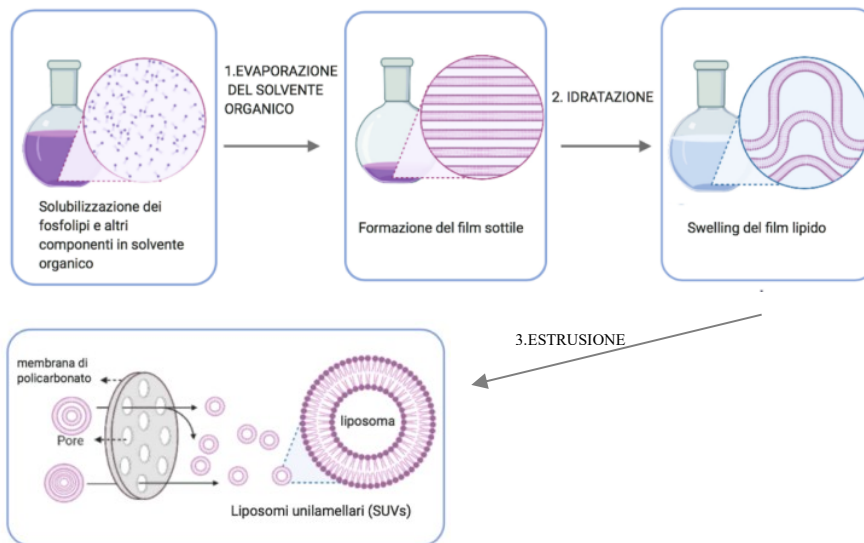 1.EVAPORAZIONE
DEL SOLVENTE
ORGANICO
2. IDRATAZIONE
Solubilizzazione dei
fosfolipi e altri
componenti in solvente
organico
Formazione del film sottile
Swelling del film lipido
3.ESTRUSIONE
membrana di
policarbonato
Pore
liposoma
Liposomi unilamellari (SUVs)